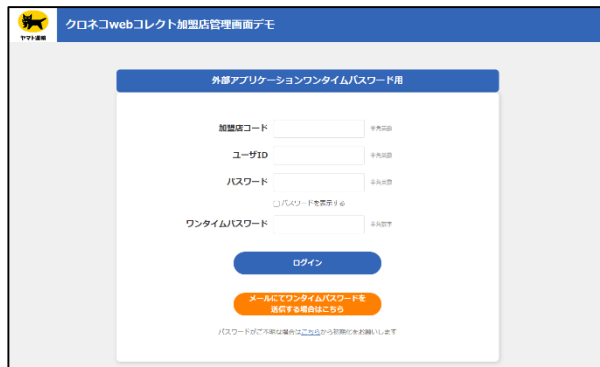 ヤマト運輸
クロネコwebコレクト加盟店管理画面デモ
外部アプリケーションワンタイムパスワード用
加盟店コード
半角英数
ユーザID
半角英数
パスワード
半角英数
パスワードを表示する
ワンタイムパスワード
半角数字
ログイン
メールにてワンタイムパスワードを
送信する場合はこちら
パスワードがご不明な場合はこちらから初期化をお願いします